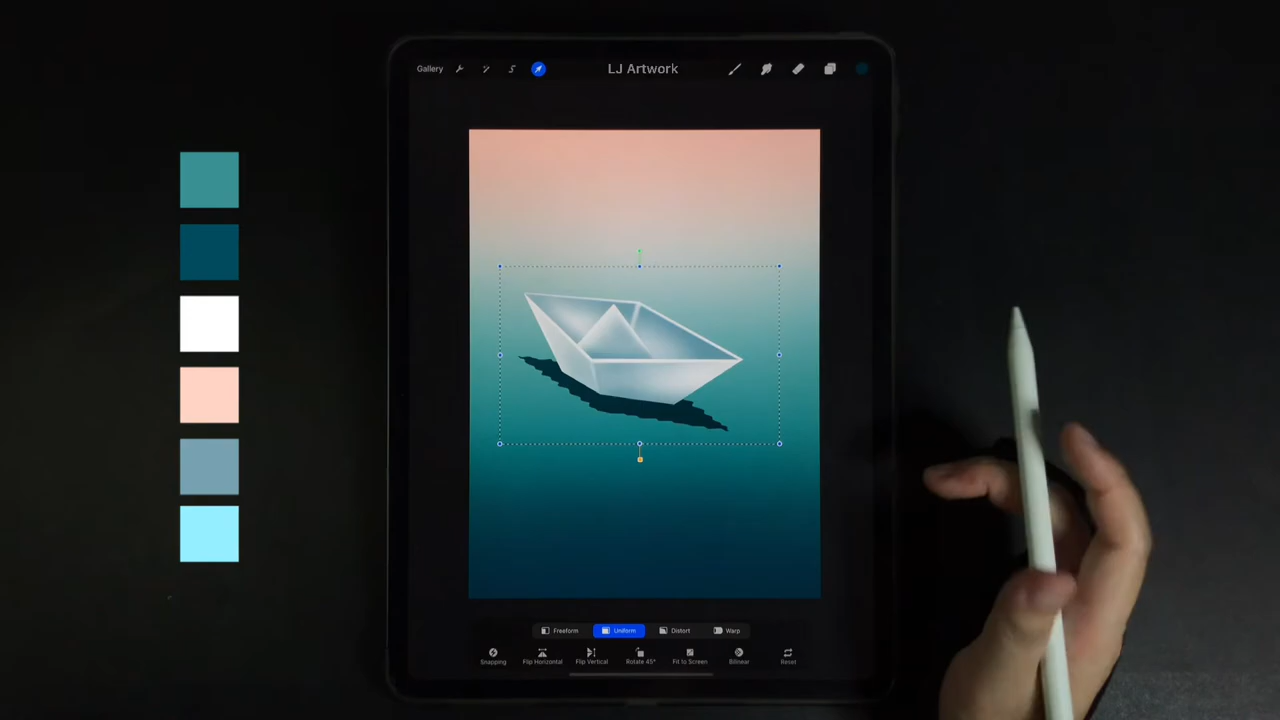 Gallery
LJ Artwork
Freeform
Uniform
Distort
Warp
Snapping
Flip Horizontal
Flip Vertical
Rotate 45°
Fit to Screen
Bilinear
Reset